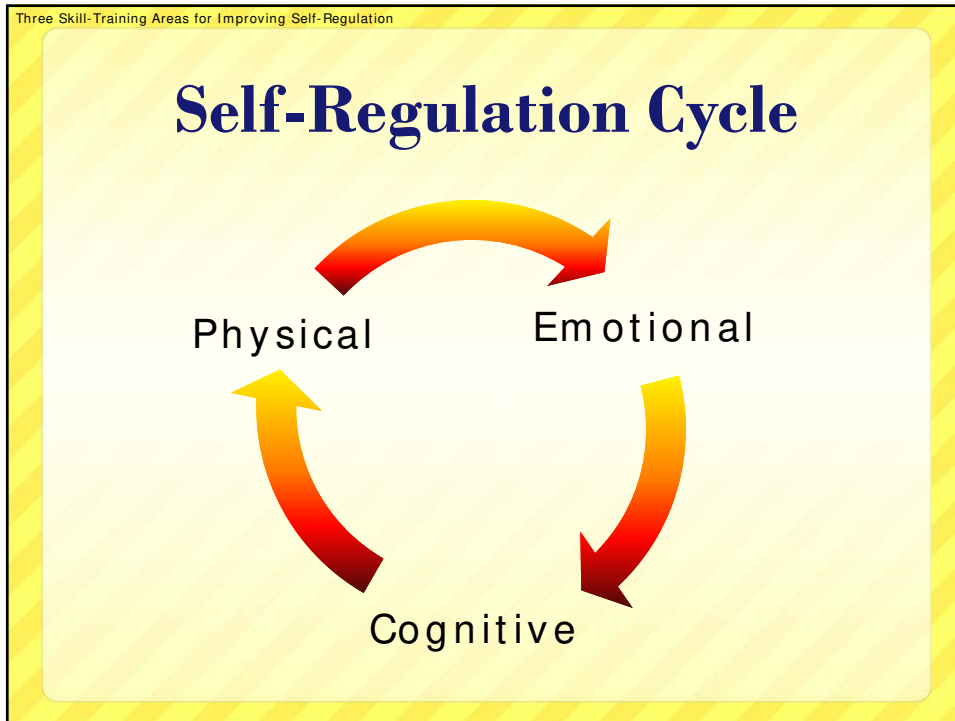 Three Skill-Training Areas for Improving Self-Regulation
Self-Regulation Cycle
Physical
Emotional
Cognitive